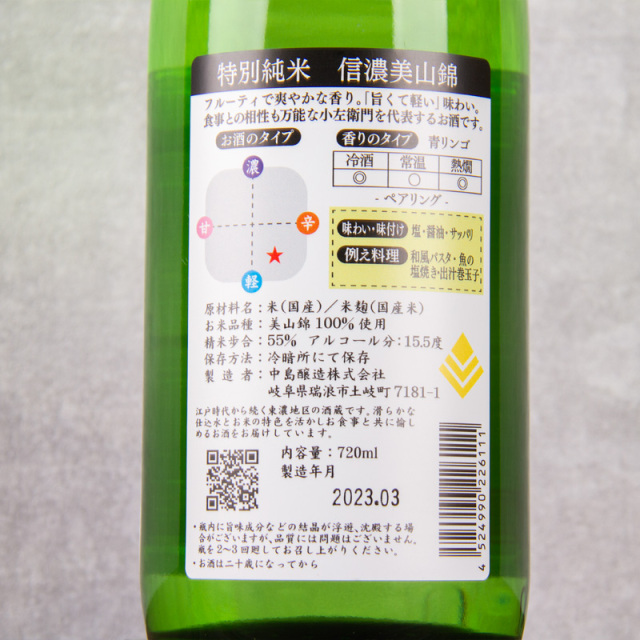 特別純米 信濃美山錦
フルーティで爽やかな香り。「旨くて軽い」味わい。
食事との相性も万能な小左衛門を代表するお酒です。
お酒のタイプ
濃
甘
辛
軽
香りのタイプ 青リンゴ
冷酒 常温 熱燗
◎ ○ ◎
- ペアリング -
味わい・味付け 塩・醤油・サッパリ
例え料理 和風パスタ・魚の
塩焼き・出汁巻玉子
原材料名:米(国産)／米麹(国産米)
お米品種:美山錦100%使用
精米歩合:55% アルコール分:15.5度
保存方法:冷暗所にて保存
製造者:中島醸造株式会社
岐阜県瑞浪市土岐町7181-1
江戸時代から続く東濃地区の酒蔵です。滑らかな
仕込水とお米の特色を活かしお食事と共に愉し
めるお酒をお届けしています。
内容量:720ml
製造年月
2023.03
・瓶内に旨味成分などの結晶が浮遊、沈殿する場
合がございますが、品質には問題はございません。
瓶を2〜3回廻してお召し上がりください。
・お酒は二十歳になってから
4524990226111